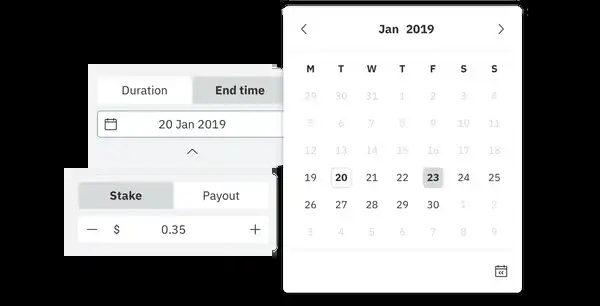 Duration End time
20 Jan 2019
Stake Payout
$ 0.35
Jan 2019
M T W T F S S
29 30 31 1 2 3 4
5 6 7 8 9 10 11
12 13 14 15 16 17 18
19 20 21 22 23 24 25
26 27 28 29 30 1 2
3 4 5 6 7 8 9